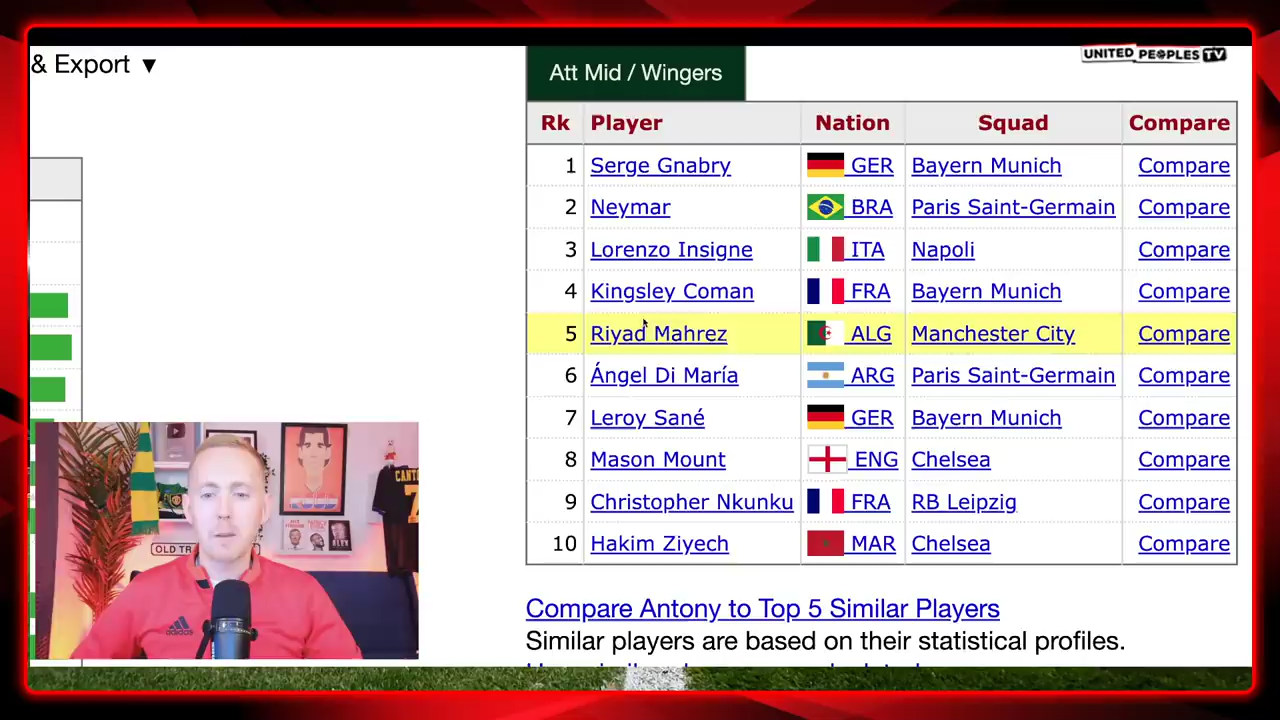 & Export ▼
UNITED PEOPLES TV
Att Mid / Wingers
Rk Player Nation Squad Compare
1 Serge Gnabry GER Bayern Munich Compare
2 Neymar BRA Paris Saint-Germain Compare
3 Lorenzo Insigne ITA Napoli Compare
4 Kingsley Coman FRA Bayern Munich Compare
5 Riyad Mahrez ALG Manchester City Compare
6 Ángel Di María ARG Paris Saint-Germain Compare
7 Leroy Sané GER Bayern Munich Compare
8 Mason Mount ENG Chelsea Compare
9 Christopher Nkunku FRA RB Leipzig Compare
10 Hakim Ziyech MAR Chelsea Compare
Compare Antony to Top 5 Similar Players
Similar players are based on their statistical profiles.
OLD TR
CANTO
7
adidas